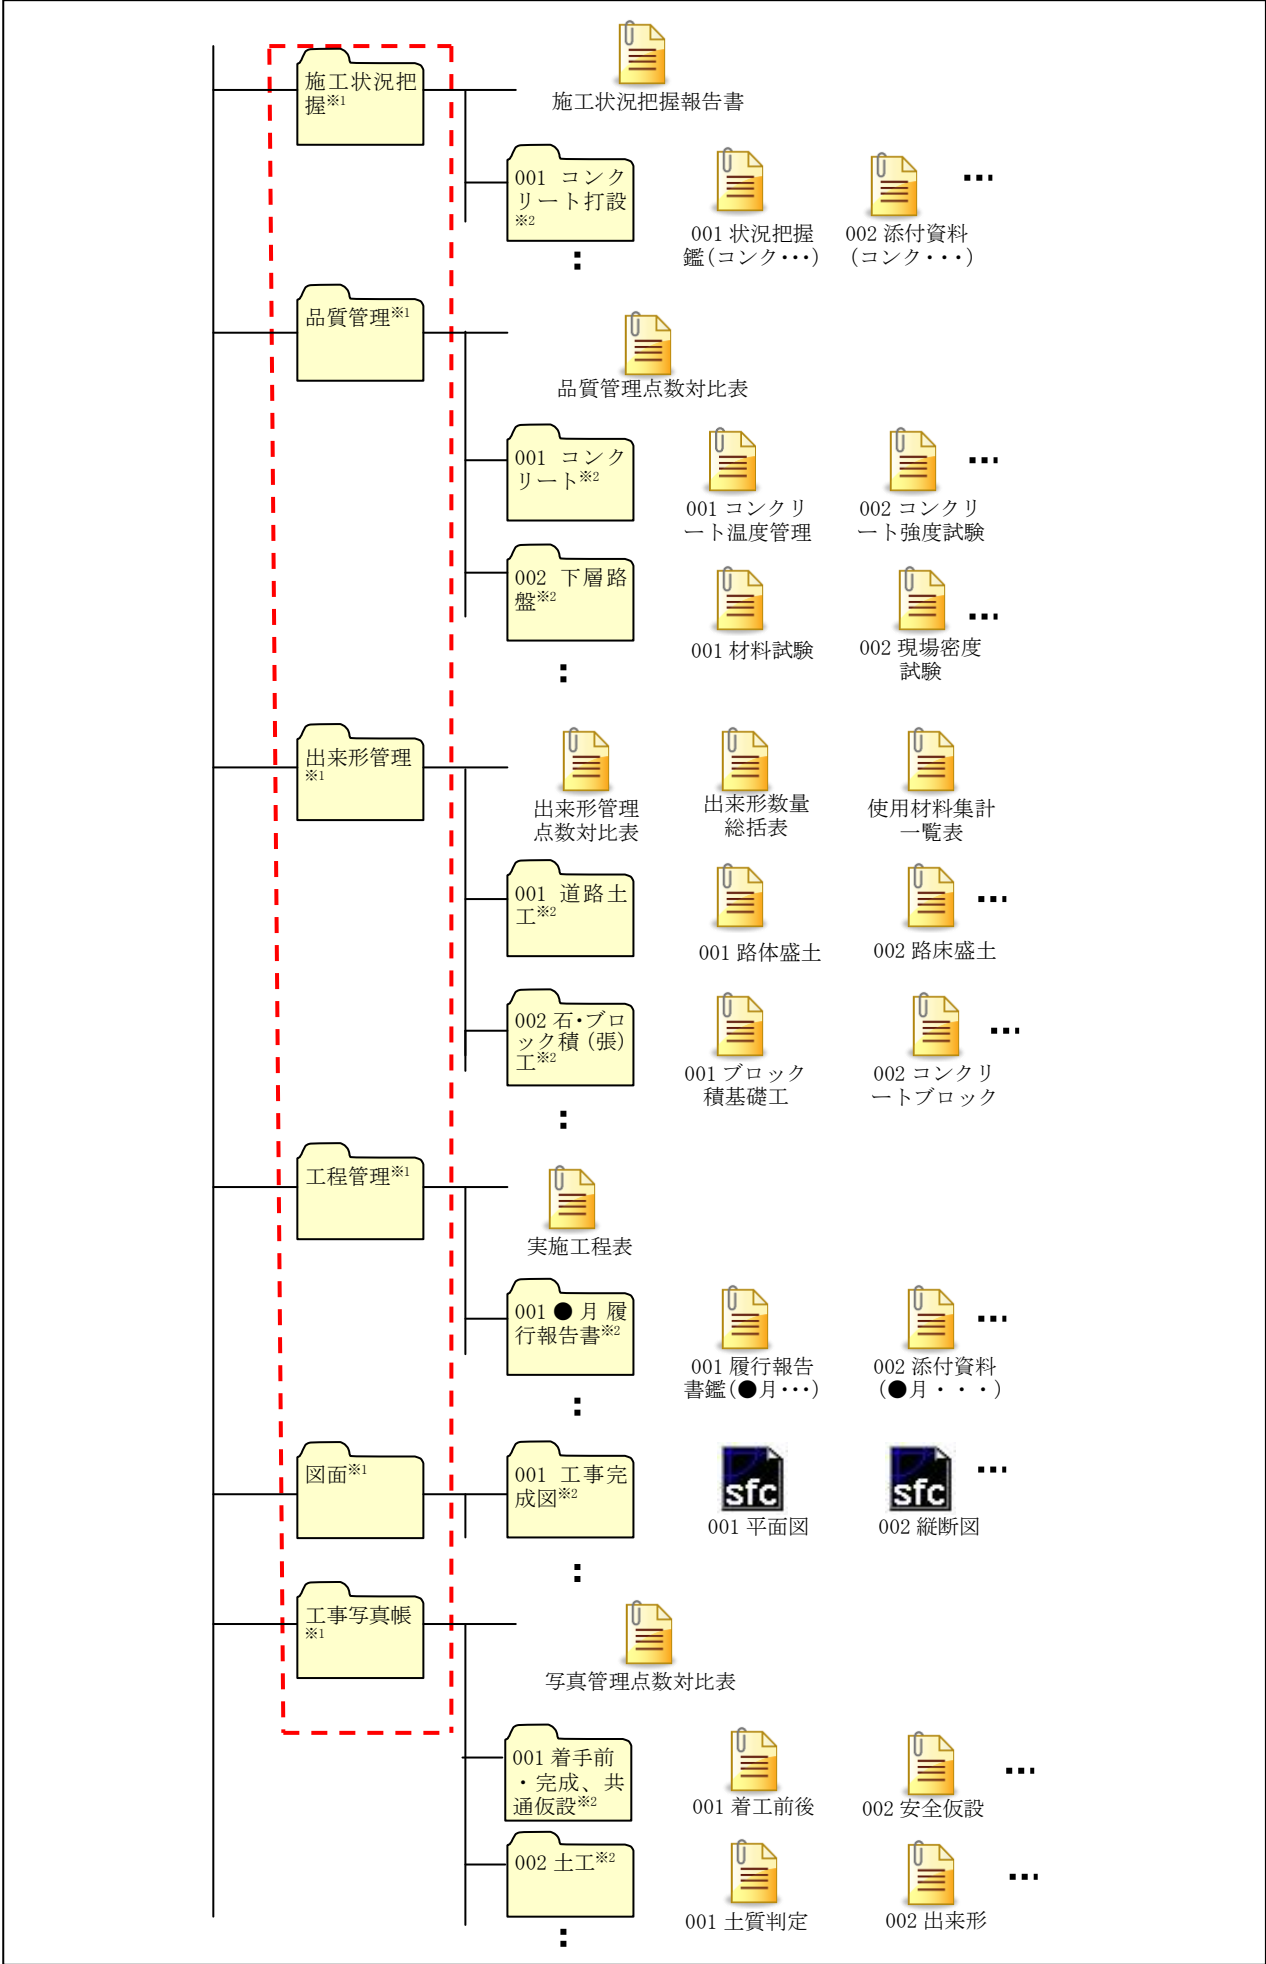 施工状況把
握※1
施工状況把握報告書
001 コンク
リート打設
※2
001 状況把握
鑑(コンク・・・)
002 添付資料
(コンク・・・)
…
:
品質管理※1
品質管理点数対比表
001 コンク
リート※2
001 コンクリ
ート温度管理
002 コンクリ
ート強度試験
…
002 下層路
盤※2
001 材料試験
002 現場密度
試験
…
:
出来形管理
※1
出来形管理
点数対比表
出来形数量
総括表
使用材料集計
一覧表
001 道路土
工※2
001 路体盛土
002 路床盛土
…
002 石・ブロ
ック積(張)
工※2
001 ブロック
積基礎工
002 コンクリ
ートブロック
…
:
工程管理※1
実施工程表
001 ●月履
行報告書※2
001 履行報告
書鑑(●月・・・)
002 添付資料
(●月・・・)
…
:
図面※1
001 工事完
成図※2
sfc
001 平面図
sfc
002 縦断図
…
:
工事写真帳
※1
写真管理点数対比表
001 着手前
・完成、共
通仮設※2
001 着工前後
002 安全仮設
…
002 土工※2
001 土質判定
002 出来形
…
: